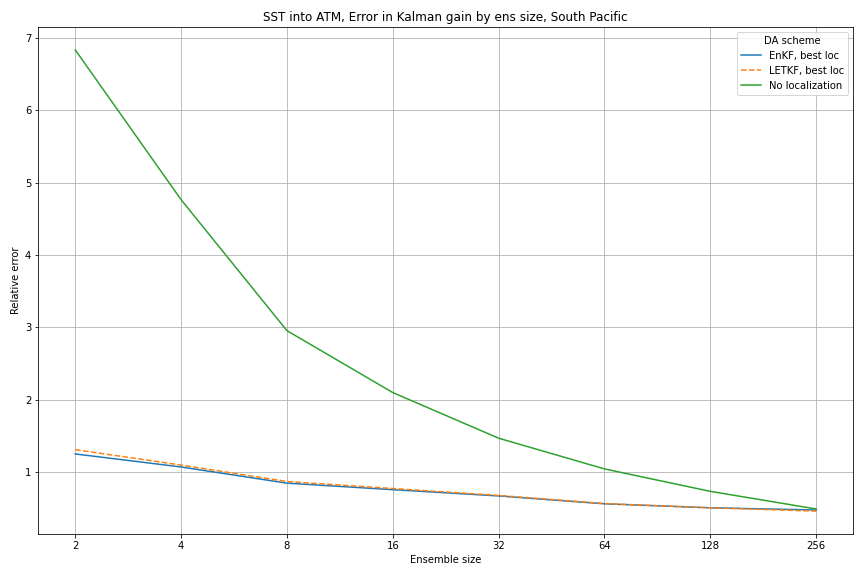 SST into ATM, Error in Kalman gain by ens size, South Pacific
DA scheme
EnKF, best loc
LETKF, best loc
No localization
Relative error
7
6
5
4
3
2
1
2 4 8 16 32 64 128 256
Ensemble size